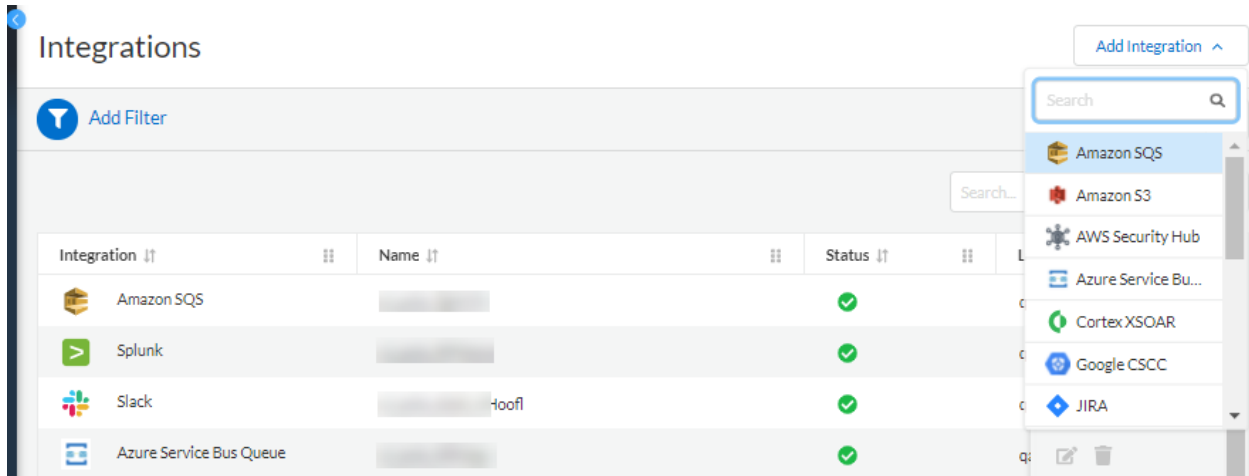 Integrations
Add Integration
Search
Add Filter
Amazon SQS
Search...
Amazon S3
AWS Security Hub
Azure Service Bu...
Cortex XSOAR
Google CSCC
JIRA
Integration
Name
Status
L
Amazon SQS
Splunk
Slack
Hoofl
Azure Service Bus Queue
qa